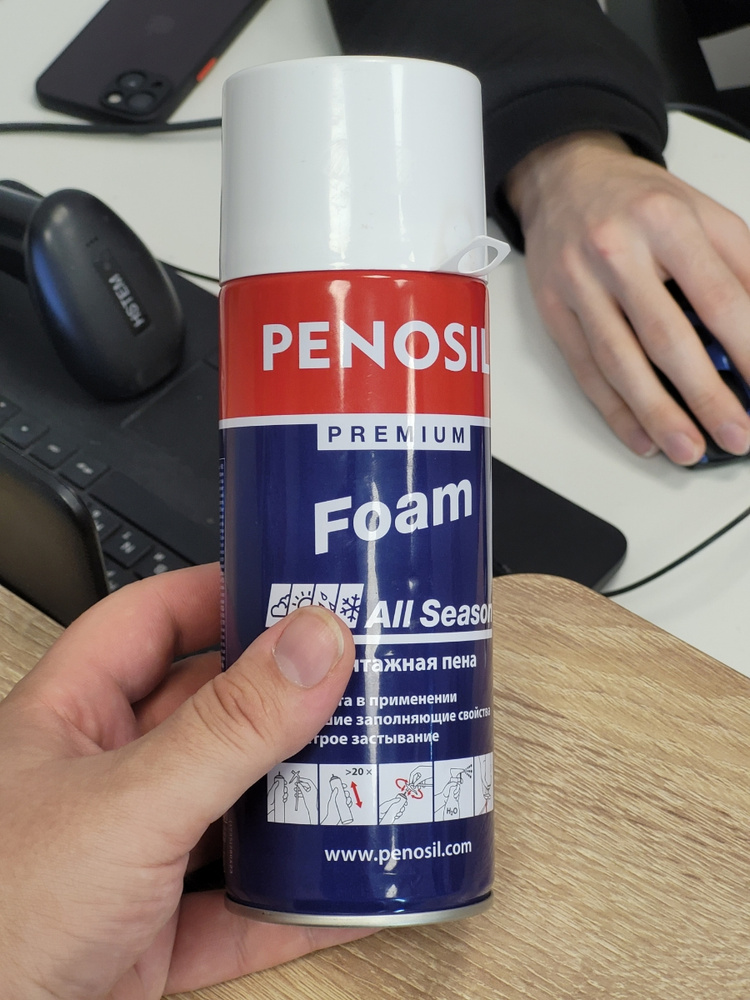 HSTEM
PENOSIL
PREMIUM
Foam
All Season
нтажная пена
та в применении
шие заполняющие свойства
трое застывание
>20 ×
H₂O
www.penosil.com